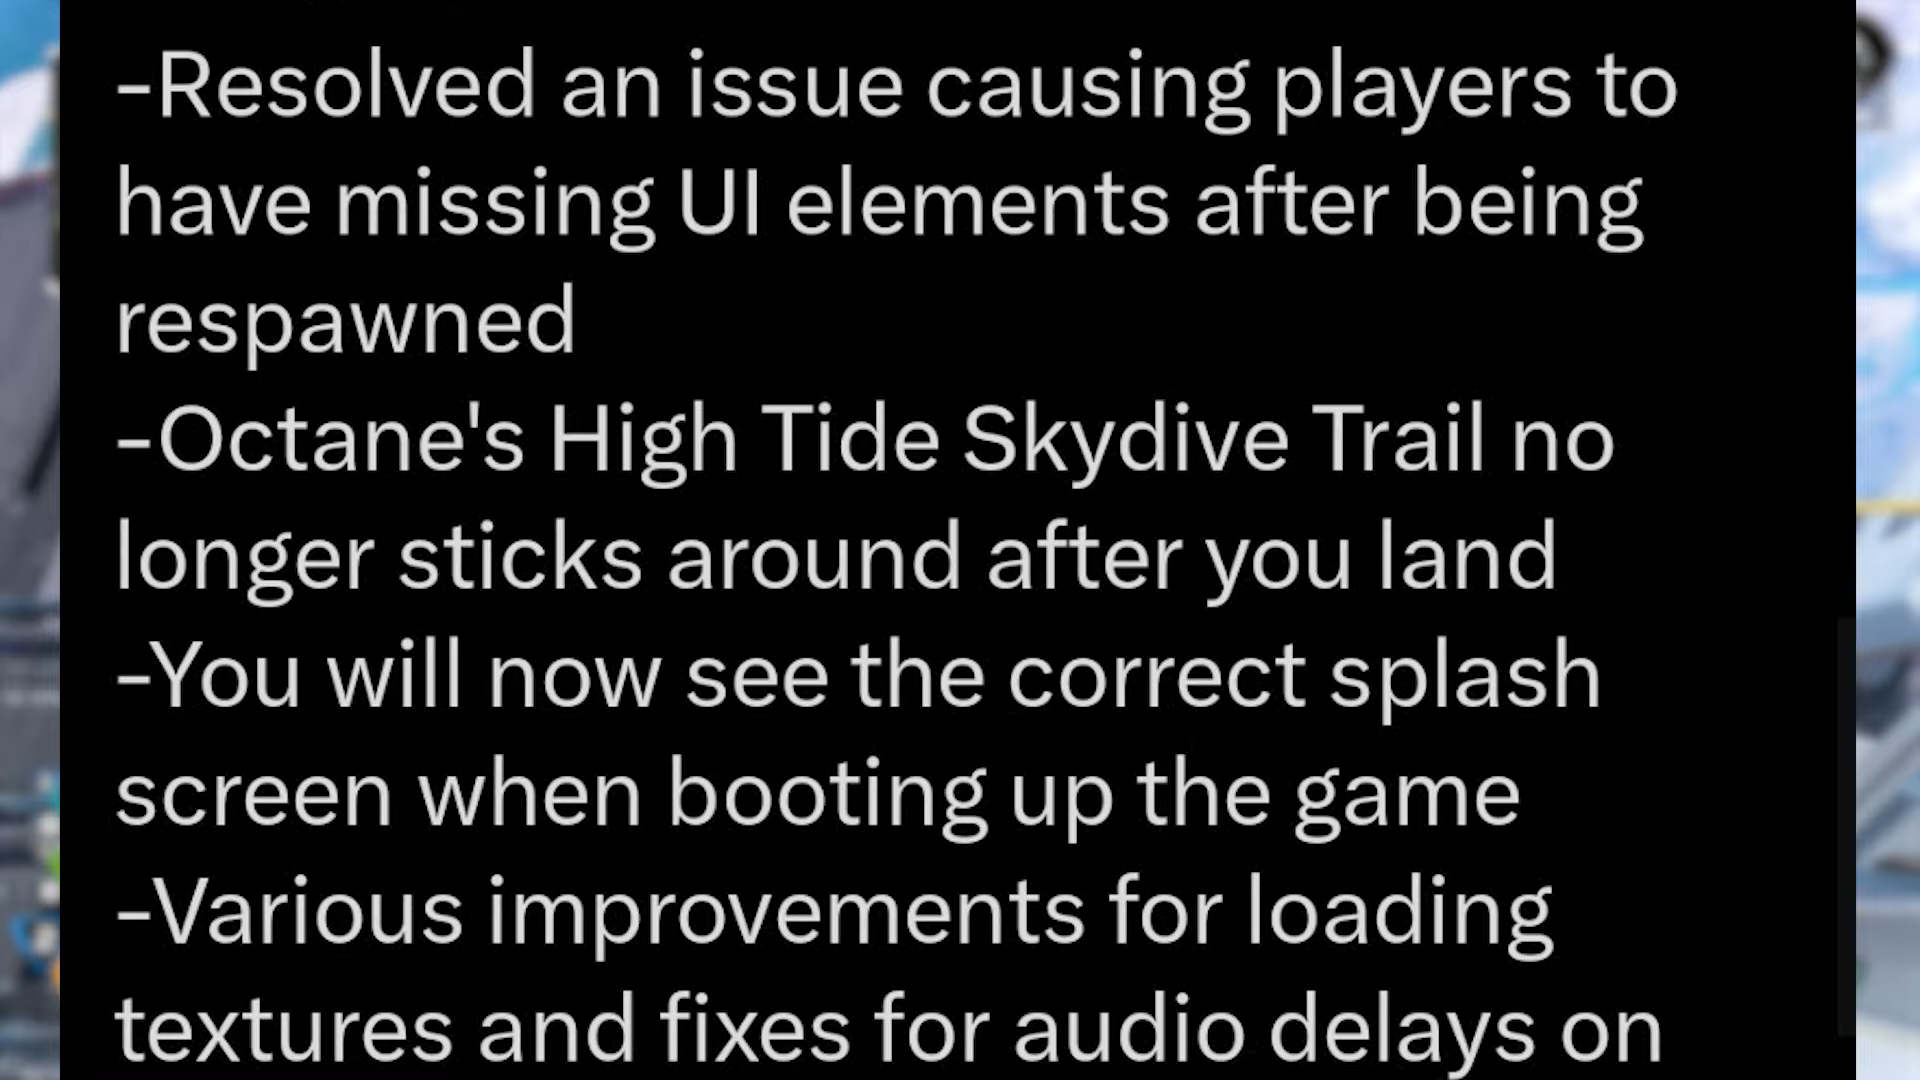 -Resolved an issue causing players to
have missing UI elements after being
respawned
-Octane's High Tide Skydive Trail no
longer sticks around after you land
-You will now see the correct splash
screen when booting up the game
-Various improvements for loading
textures and fixes for audio delays on